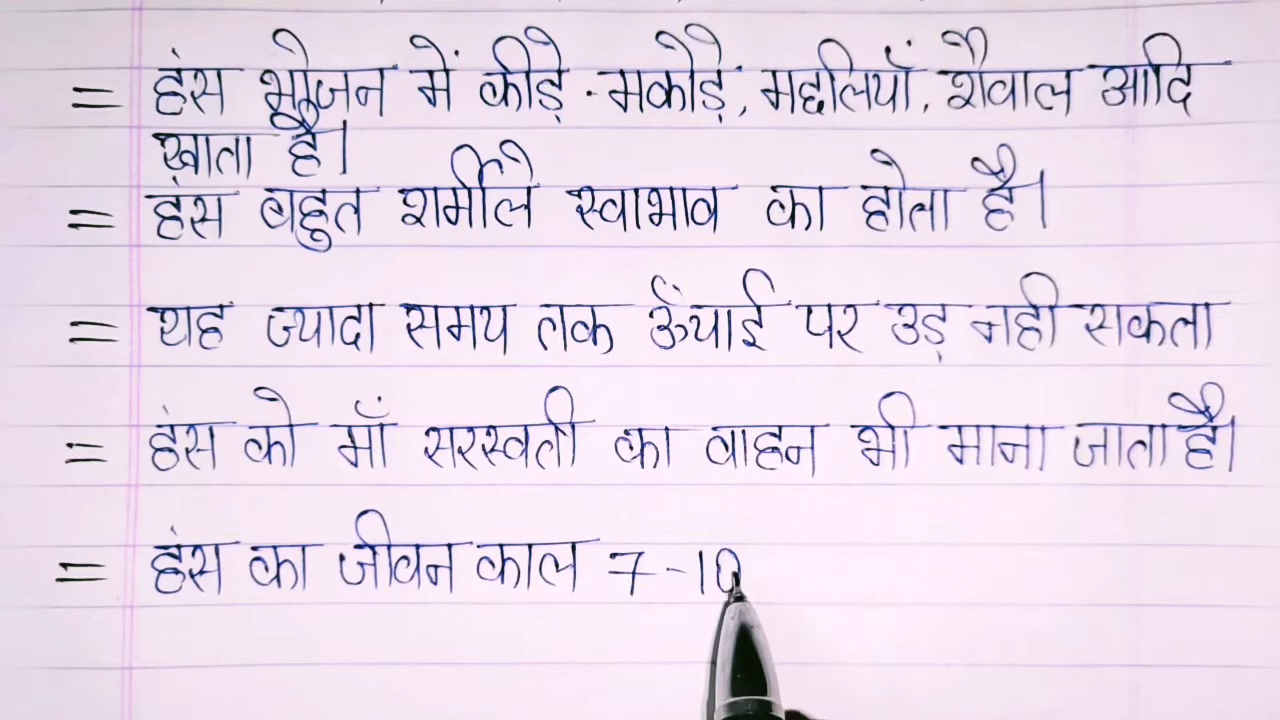 = हंस भोजन में कीड़े-मकोड़े, मछलियाँ, शैवाल आदि
खाता है।
= हंस बहुत शर्मीले स्वाभाव का होता है।
= यह ज्यादा समय तक ऊँचाई पर उड़ नही सकता
= हंस को माँ सरस्वती का वाहन भी माना जाता है।
= हंस का जीवन काल 7-10